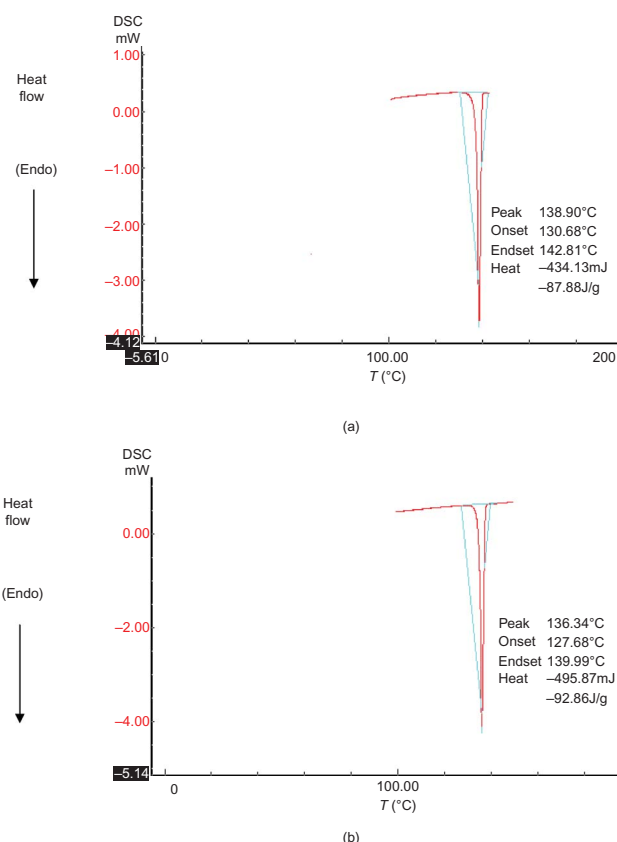 DSC
mW
1.00
Heat
flow
0.00
(Endo)
–1.00
–2.00
–3.00
–4.00
–4.12
–5.61
0
100.00
200
T (°C)
Peak 138.90°C
Onset 130.68°C
Endset 142.81°C
Heat –434.13mJ
–87.88J/g
(a)
DSC
mW
Heat
flow
0.00
(Endo)
–2.00
–4.00
–5.14
0
100.00
T (°C)
Peak 136.34°C
Onset 127.68°C
Endset 139.99°C
Heat –495.87mJ
–92.86J/g
(b)